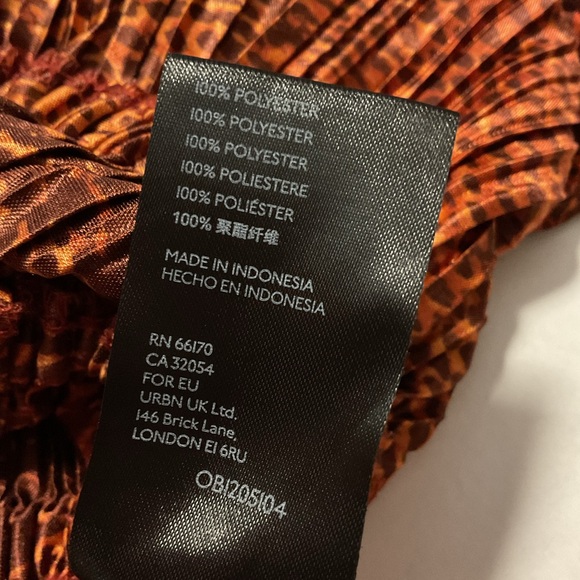 100% POLYESTER
100% POLYESTER
100% POLYESTER
100% POLIESTERE
100% POLIÉSTER
100% 聚酯纤维
MADE IN INDONESIA
HECHO EN INDONESIA
RN 66170
CA 32054
FOR EU
URBN UK Ltd.
146 Brick Lane,
LONDON E1 6RU
OB1205104